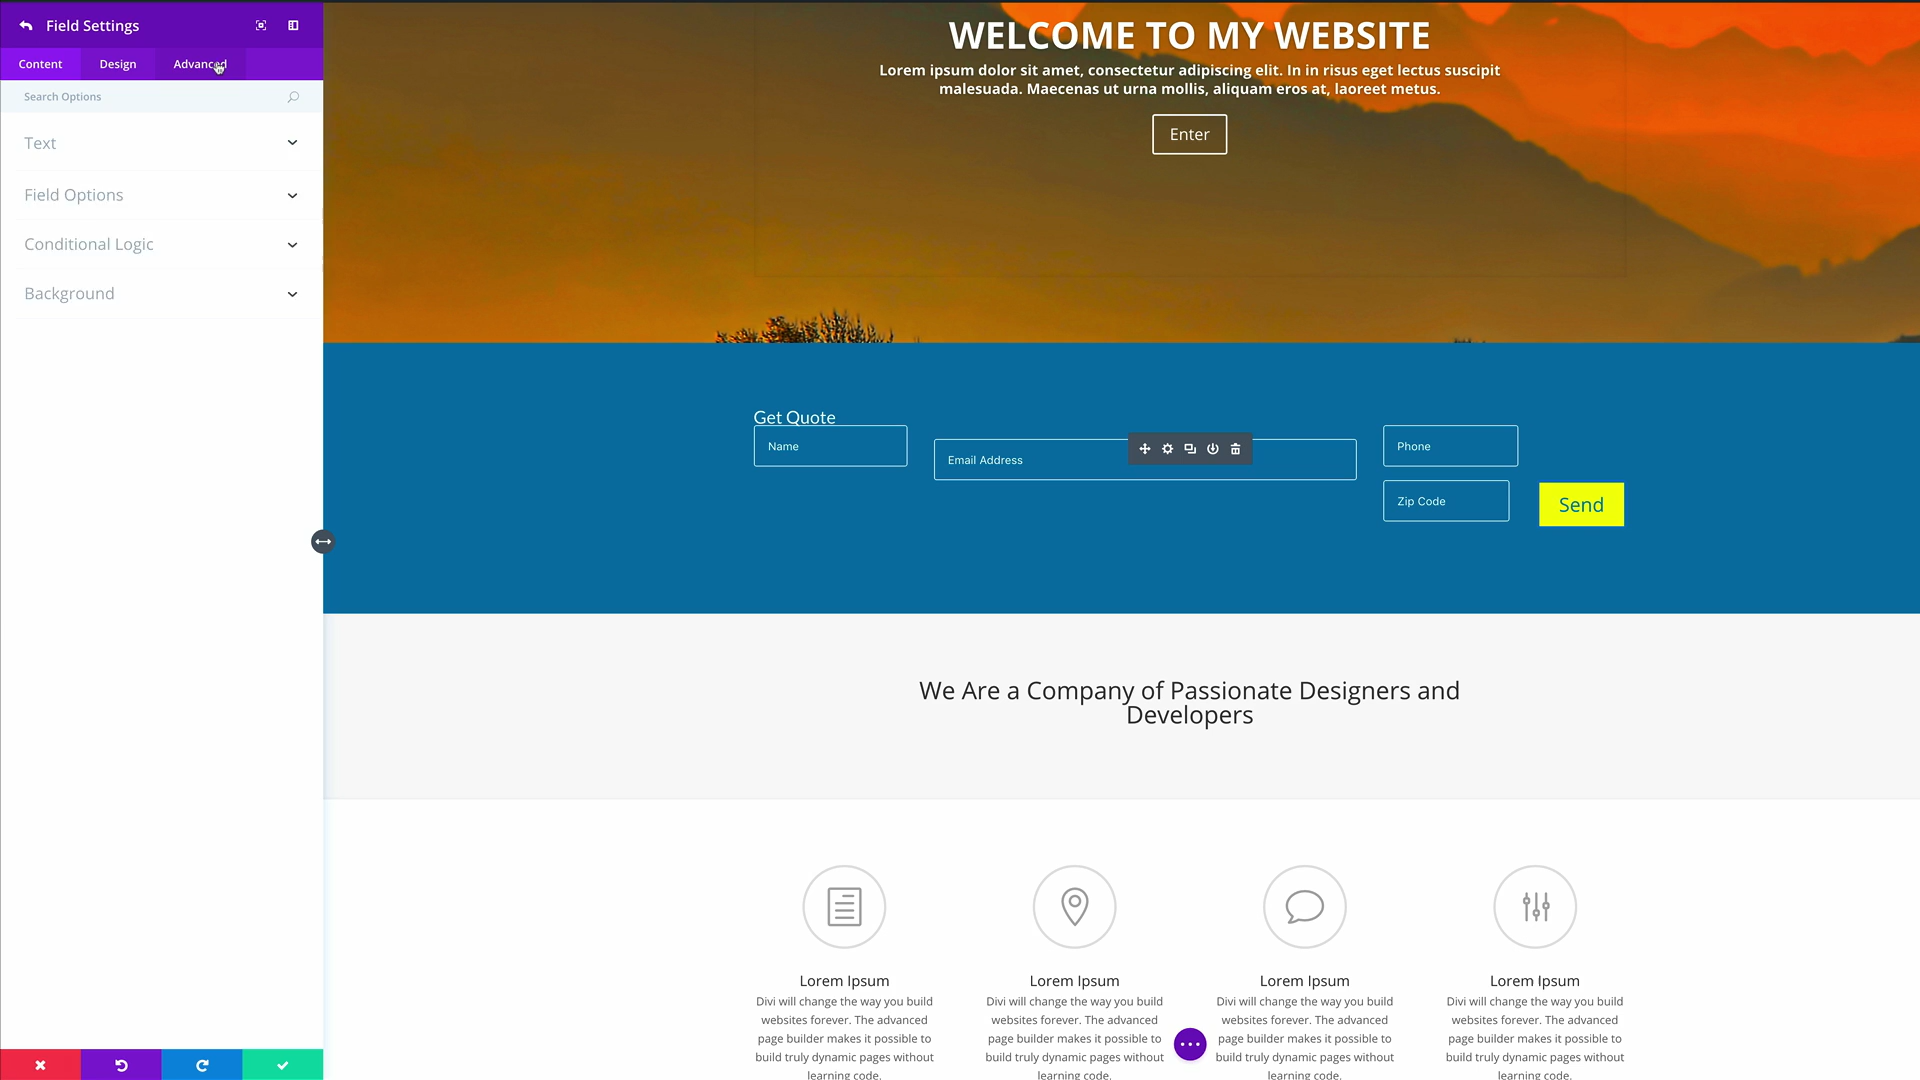 Field Settings
Content
Design
Advanced
Search Options
Text
Field Options
Conditional Logic
Background
WELCOME TO MY WEBSITE
Lorem ipsum dolor sit amet, consectetur adipiscing elit. In in risus eget lectus suscipit
malesuada. Maecenas ut urna mollis, aliquam eros at, laoreet metus.
Enter
Get Quote
Name
Email Address
Phone
Zip Code
Send
We Are a Company of Passionate Designers and
Developers
Lorem Ipsum
Divi will change the way you build
websites forever. The advanced
page builder makes it possible to
build truly dynamic pages without
learning code.
Lorem Ipsum
Divi will change the way you build
websites forever. The advanced
page builder makes it possible to
build truly dynamic pages without
learning code.
Lorem Ipsum
Divi will change the way you build
websites forever. The advanced
page builder makes it possible to
build truly dynamic pages without
learning code.
Lorem Ipsum
Divi will change the way you build
websites forever. The advanced
page builder makes it possible to
build truly dynamic pages without
learning code.